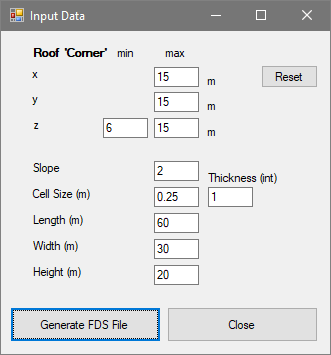 Input Data
Roof 'Corner' min max
x 15 m Reset
y 15 m
z 6 15 m
Slope 2 Thickness (int)
Cell Size (m) 0.25 1
Length (m) 60
Width (m) 30
Height (m) 20
Generate FDS File Close